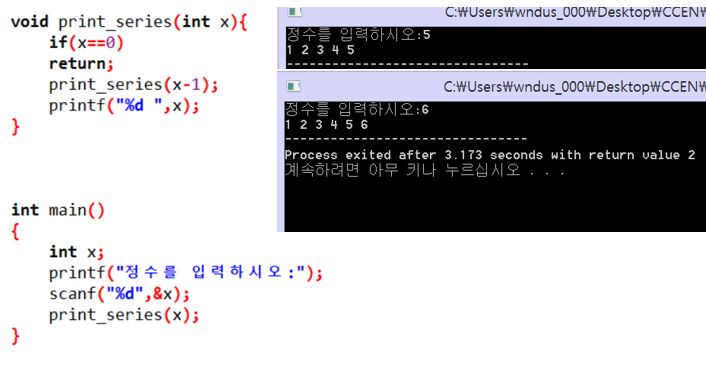 void print_series(int x){
    if(x==0)
    return;
    print_series(x-1);
    printf("%d ",x);
}
int main()
{
    int x;
    printf("정수를 입력하시오:");
    scanf("%d",&x);
    print_series(x);
}
C:₩Users₩wndus_000₩Desktop₩CCEN₩
정수를 입력하시오:5
1 2 3 4 5
--------------------------------
C:₩Users₩wndus_000₩Desktop₩CCEN₩
정수를 입력하시오:6
1 2 3 4 5 6
--------------------------------
Process exited after 3.173 seconds with return value 2
계속하려면 아무 키나 누르십시오 . . .